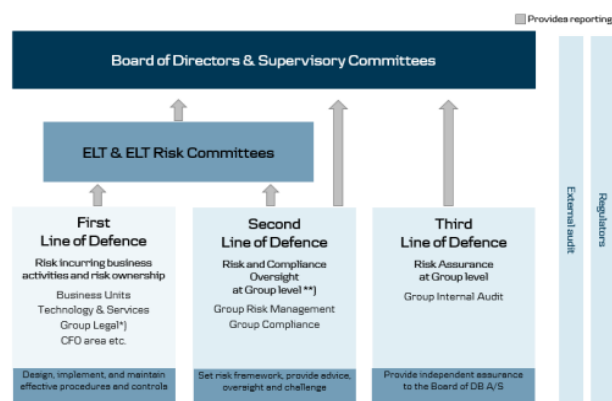 Provides reporting
Board of Directors & Supervisory Committees
ELT & ELT Risk Committees
First
Line of Defence
Risk incurring business
activities and risk ownership
Business Units
Technology & Services
Group Legal*)
CFO area etc.
Design, implement, and maintain
effective procedures and controls
Second
Line of Defence
Risk and Compliance
Oversight
at Group level **)
Group Risk Management
Group Compliance
Set risk framework, provide advice,
oversight and challenge
Third
Line of Defence
Risk Assurance
at Group level
Group Internal Audit
Provide independent assurance
to the Board of DB A/S
External audit
Regulators